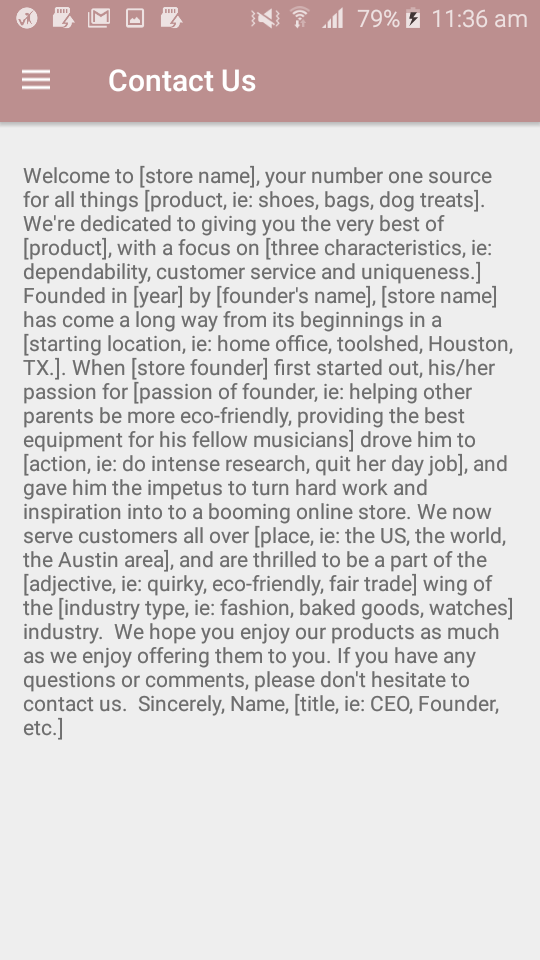 79% 11:36 am
Contact Us
Welcome to [store name], your number one source
for all things [product, ie: shoes, bags, dog treats].
We're dedicated to giving you the very best of
[product], with a focus on [three characteristics, ie:
dependability, customer service and uniqueness.]
Founded in [year] by [founder's name], [store name]
has come a long way from its beginnings in a
[starting location, ie: home office, toolshed, Houston,
TX.]. When [store founder] first started out, his/her
passion for [passion of founder, ie: helping other
parents be more eco-friendly, providing the best
equipment for his fellow musicians] drove him to
[action, ie: do intense research, quit her day job], and
gave him the impetus to turn hard work and
inspiration into to a booming online store. We now
serve customers all over [place, ie: the US, the world,
the Austin area], and are thrilled to be a part of the
[adjective, ie: quirky, eco-friendly, fair trade] wing of
the [industry type, ie: fashion, baked goods, watches]
industry.  We hope you enjoy our products as much
as we enjoy offering them to you. If you have any
questions or comments, please don't hesitate to
contact us.  Sincerely, Name, [title, ie: CEO, Founder,
etc.]